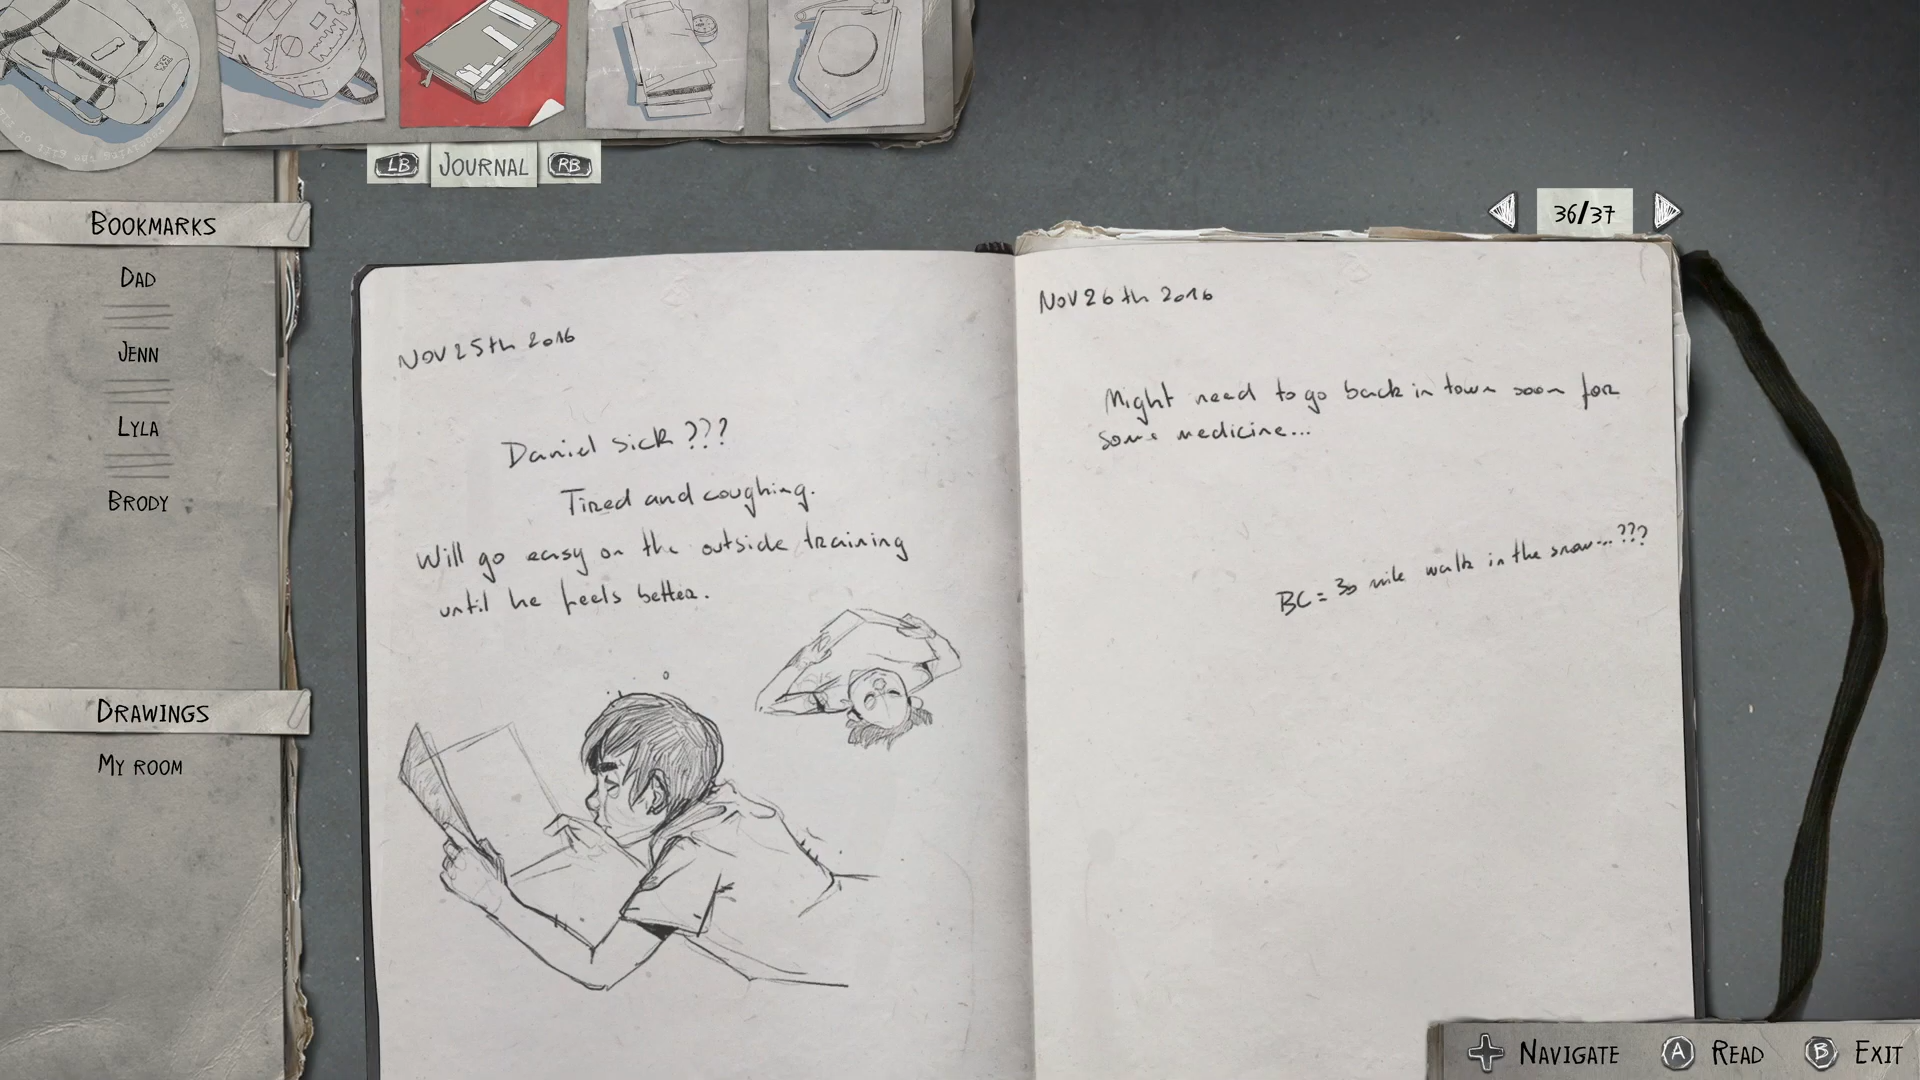 LB JOURNAL RB
BOOKMARKS
DAD
JENN
LYLA
BRODY
DRAWINGS
MY ROOM
36/37
NOV 25th 2016
Daniel sick ???
Tired and coughing.
Will go easy on the outside training
until he feels better.
NOV 26th 2016
Might need to go back in town soon for
some medicine...
BC = 30 mile walk in the snow...???
NAVIGATE A READ B EXIT